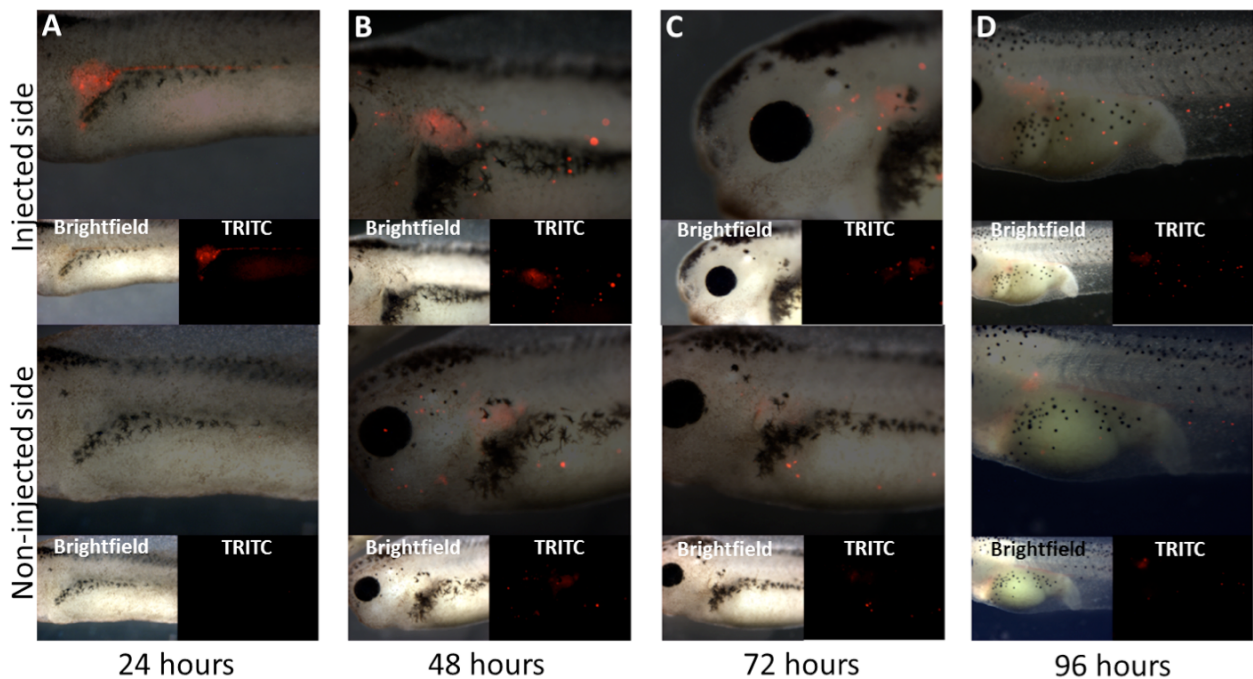 A
B
C
D
Injected side
Brightfield TRITC
Brightfield TRITC
Brightfield TRITC
Brightfield TRITC
Non-injected side
Brightfield TRITC
Brightfield TRITC
Brightfield TRITC
Brightfield TRITC
24 hours
48 hours
72 hours
96 hours